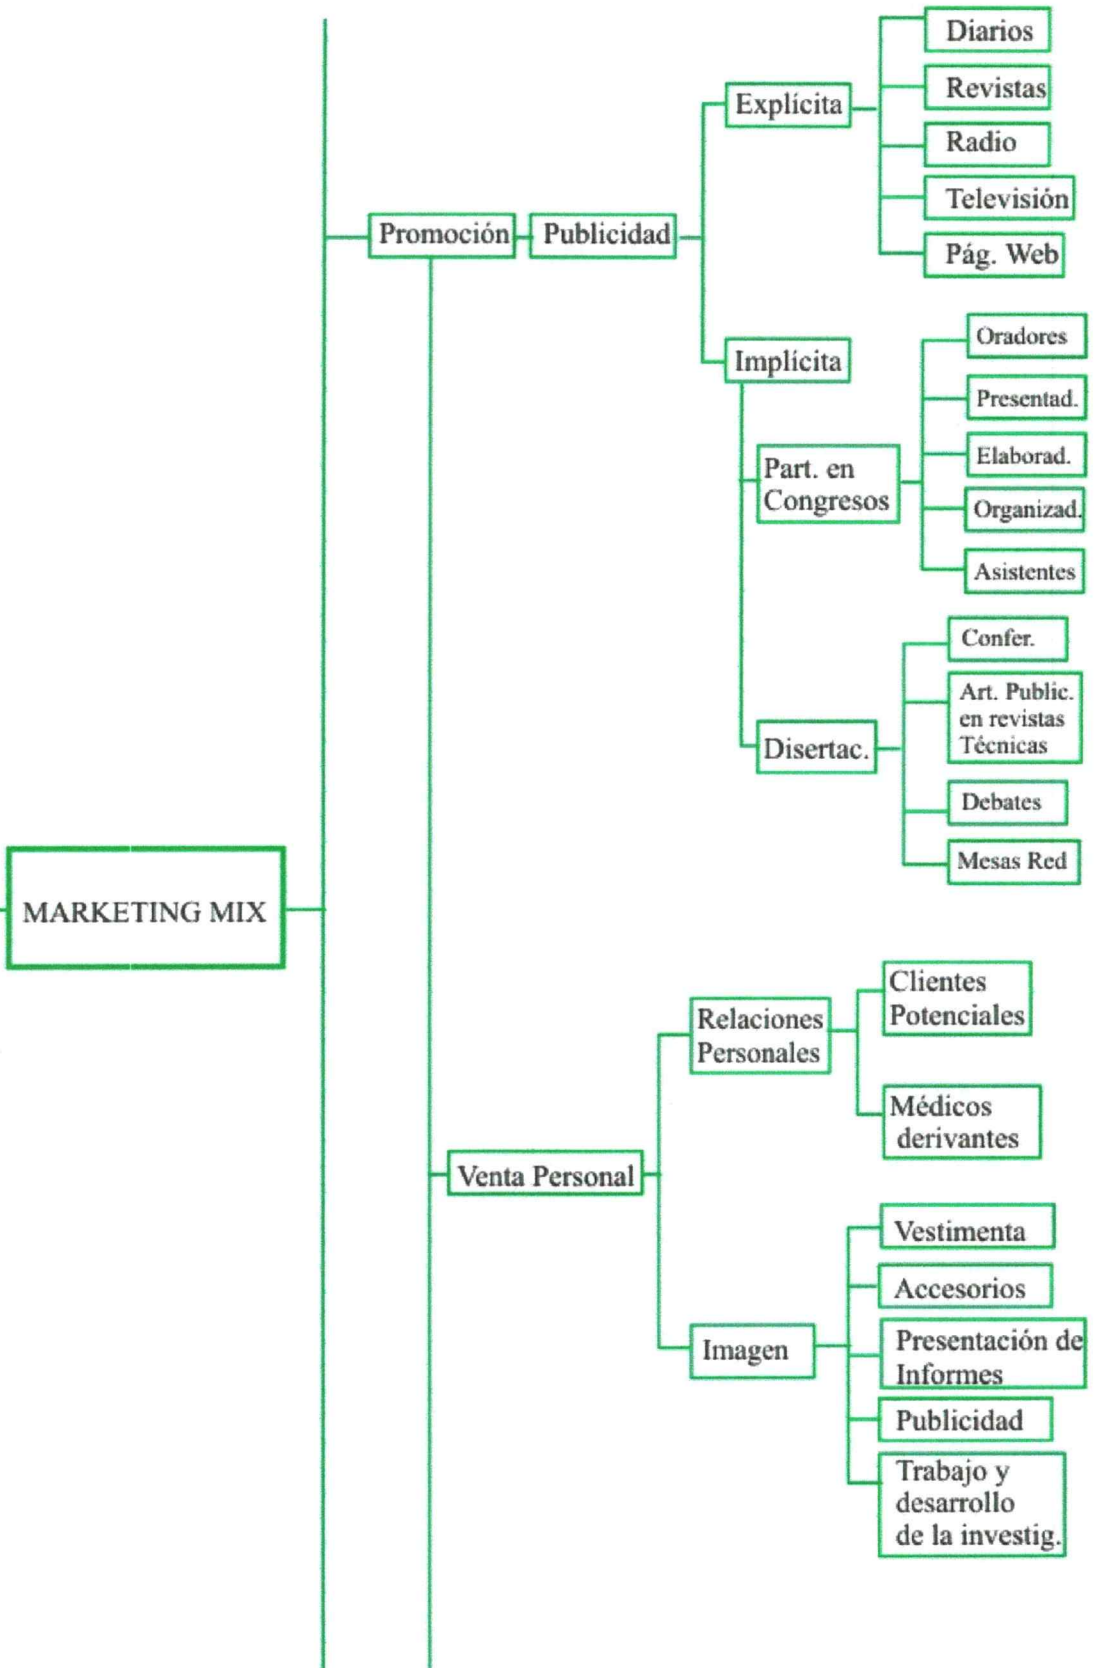 Diarios
Revistas
Radio
Televisión
Pág. Web
Explícita
Promoción
Publicidad
Implícita
Oradores
Presentad.
Elaborad.
Organizad.
Asistentes
Part. en
Congresos
Confer.
Art. Public.
en revistas
Técnicas
Debates
Mesas Red
Disertac.
MARKETING MIX
Relaciones
Personales
Clientes
Potenciales
Médicos
derivantes
Venta Personal
Imagen
Vestimenta
Accesorios
Presentación de
Informes
Publicidad
Trabajo y
desarrollo
de la investig.